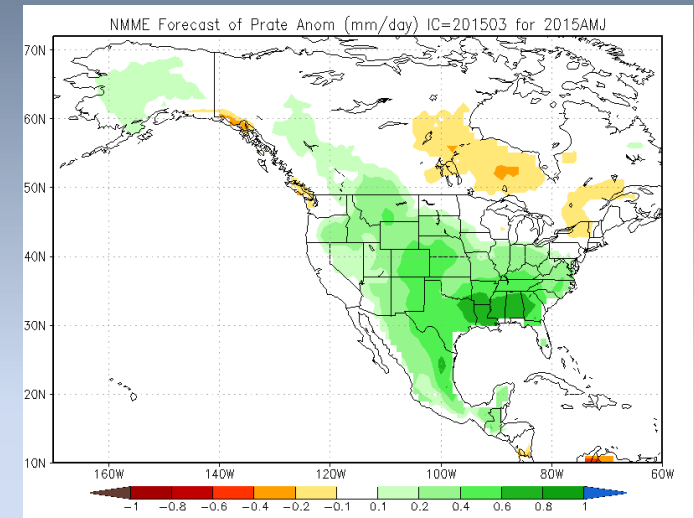 NMME Forecast of Prate Anom (mm/day) IC=201503 for 2015AMJ
70N
60N
50N
40N
30N
20N
10N
160W 140W 120W 100W 80W 60W
−1 −0.8 −0.6 −0.4 −0.2 −0.1 0.1 0.2 0.4 0.6 0.8 1